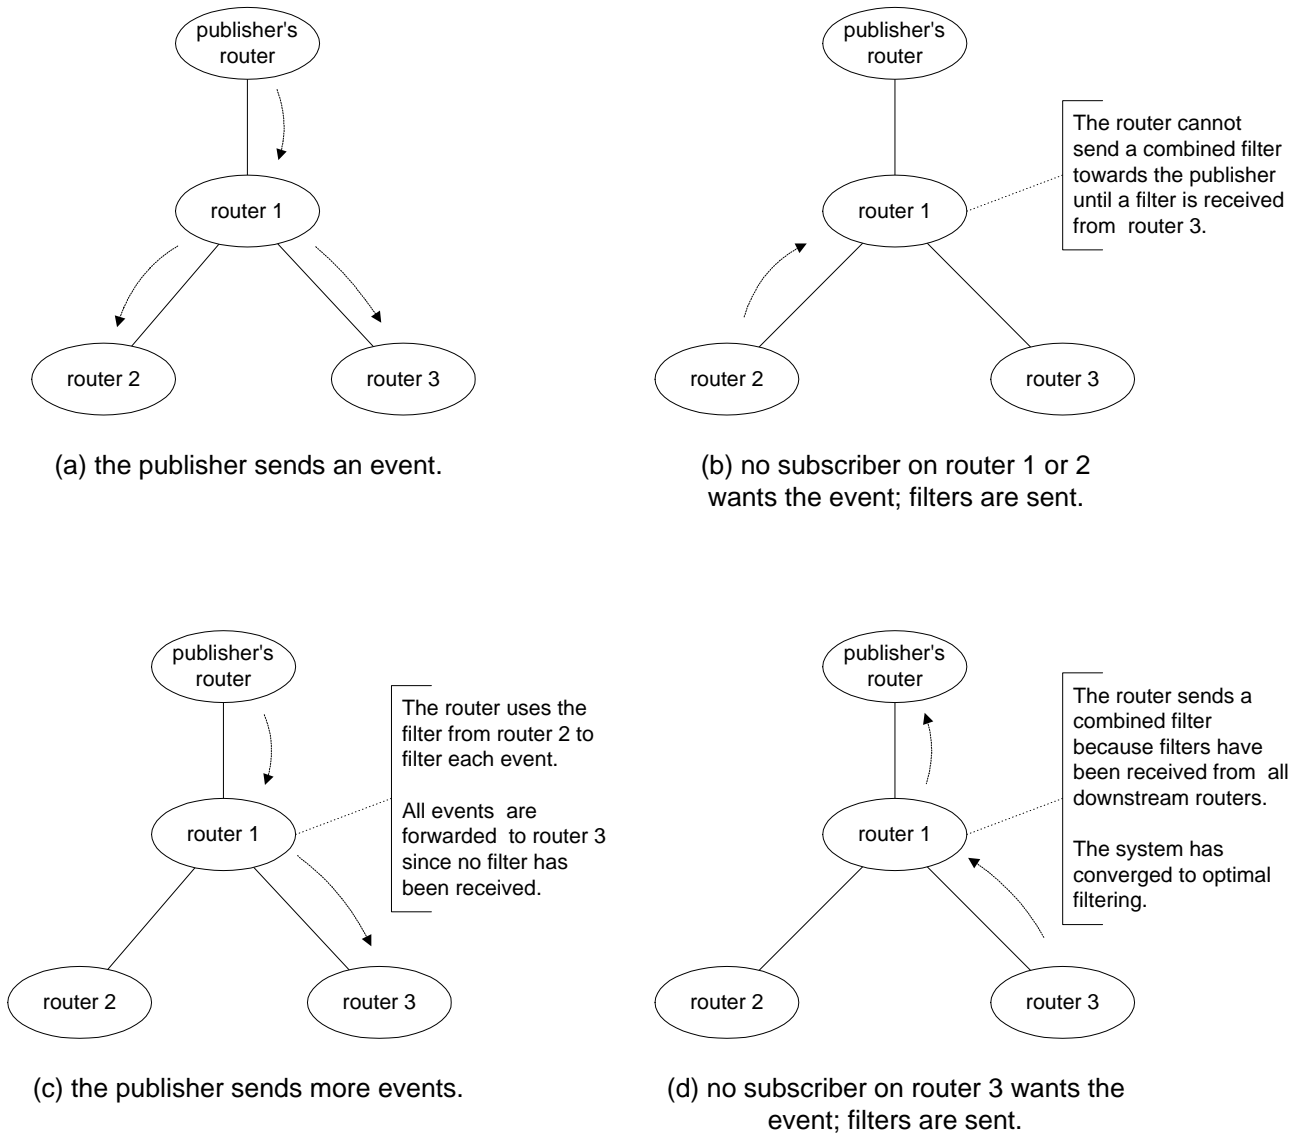 publisher's
router
router 1
router 2
router 3
(a) the publisher sends an event.
publisher's
router
router 1
router 2
router 3
The router cannot
send a combined filter
towards the publisher
until a filter is received
from router 3.
(b) no subscriber on router 1 or 2
wants the event; filters are sent.
publisher's
router
router 1
router 2
router 3
The router uses the
filter from router 2 to
filter each event.
All events are
forwarded to router 3
since no filter has
been received.
(c) the publisher sends more events.
publisher's
router
router 1
router 2
router 3
The router sends a
combined filter
because filters have
been received from all
downstream routers.
The system has
converged to optimal
filtering.
(d) no subscriber on router 3 wants the
event; filters are sent.